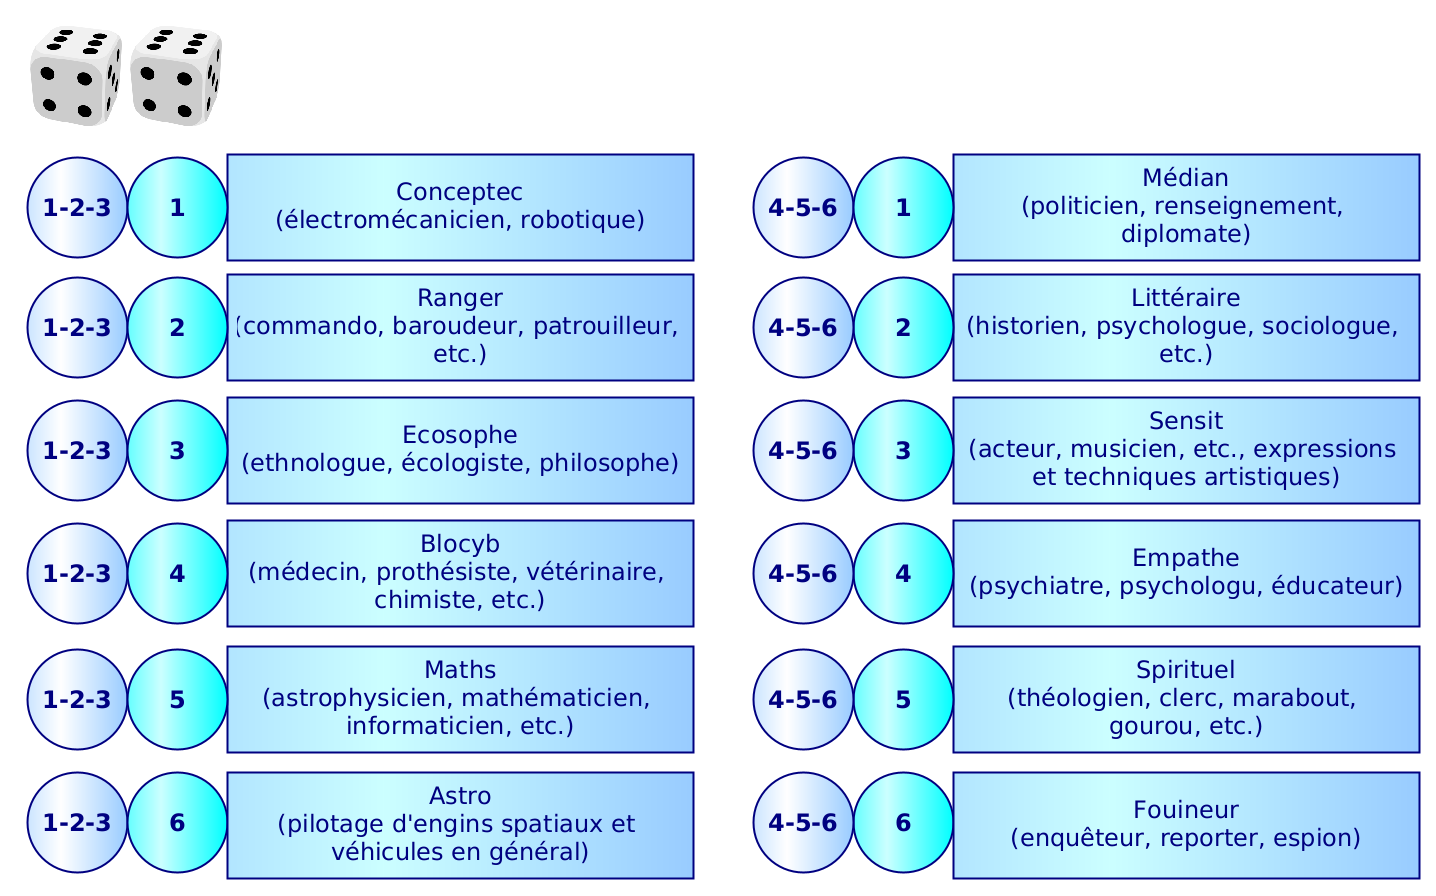 1-2-3
1
Conceptec
(électromécanicien, robotique)
1-2-3
2
Ranger
(commando, baroudeur, patrouilleur,
etc.)
1-2-3
3
Ecosophe
(ethnologue, écologiste, philosophe)
1-2-3
4
Blocyb
(médecin, prothésiste, vétérinaire,
chimiste, etc.)
1-2-3
5
Maths
(astrophysicien, mathématicien,
informaticien, etc.)
1-2-3
6
Astro
(pilotage d'engins spatiaux et
véhicules en général)
4-5-6
1
Médian
(politicien, renseignement,
diplomate)
4-5-6
2
Littéraire
(historien, psychologue, sociologue,
etc.)
4-5-6
3
Sensit
(acteur, musicien, etc., expressions
et techniques artistiques)
4-5-6
4
Empathe
(psychiatre, psychologu, éducateur)
4-5-6
5
Spirituel
(théologien, clerc, marabout,
gourou, etc.)
4-5-6
6
Fouineur
(enquêteur, reporter, espion)